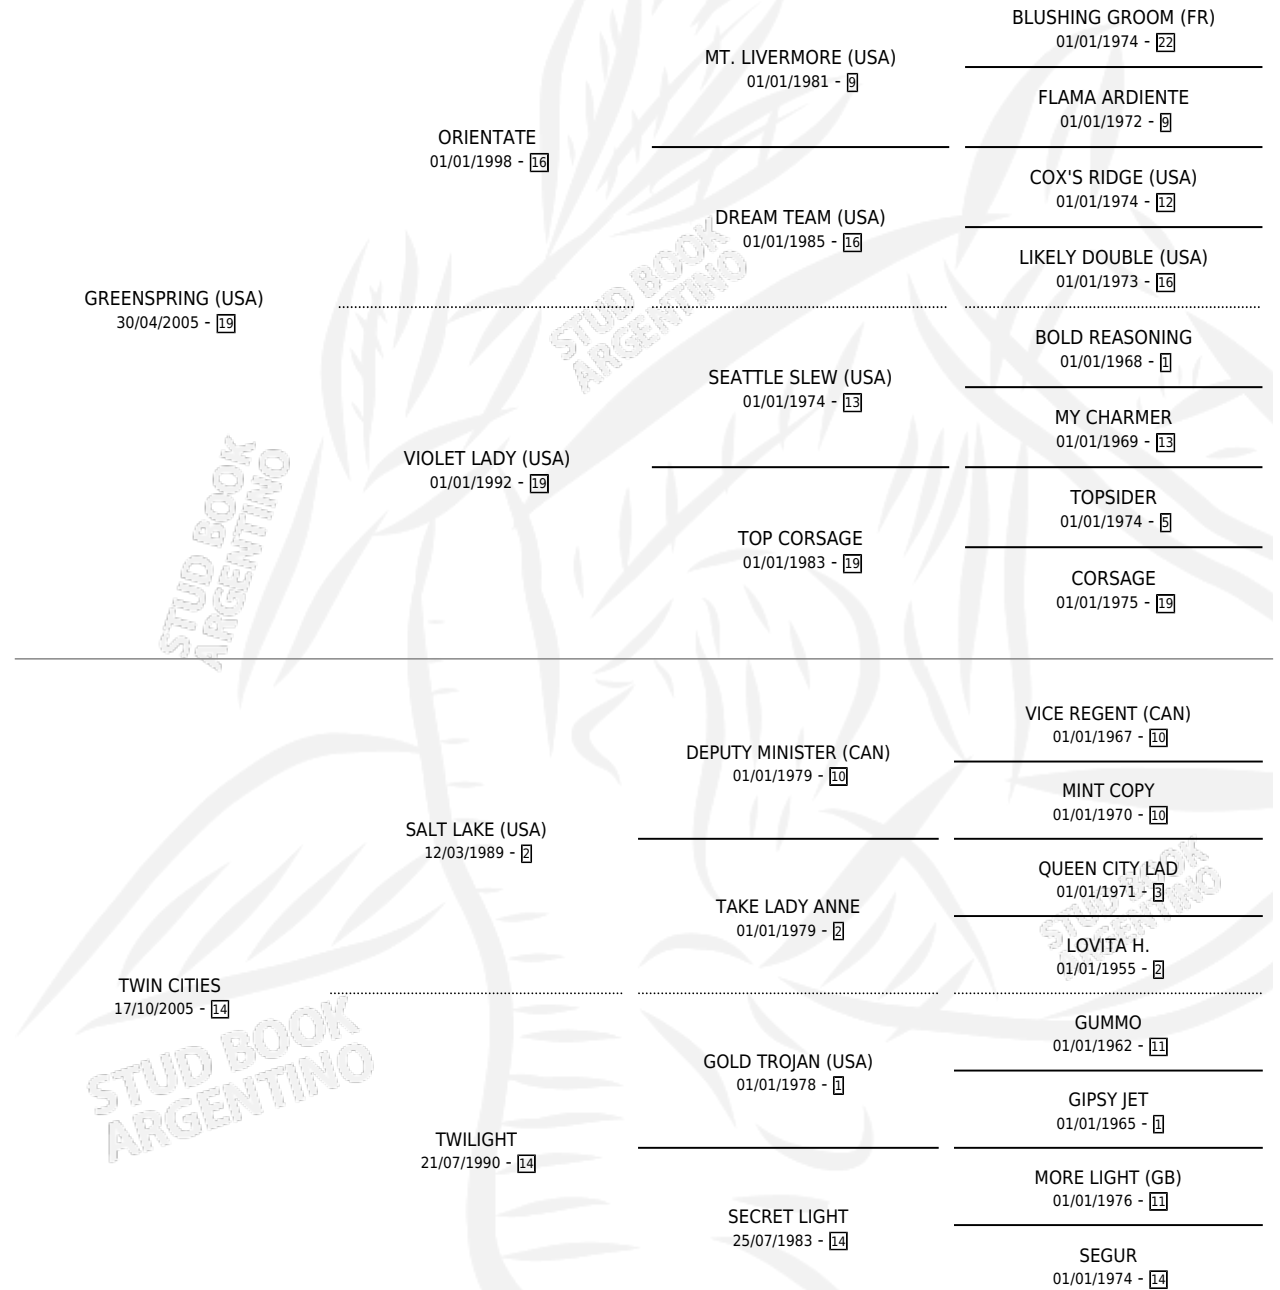 BLUSHING GROOM (FR)
01/01/1974 - 22
MT. LIVERMORE (USA)
01/01/1981 - 9
FLAMA ARDIENTE
01/01/1972 - 9
ORIENTATE
01/01/1998 - 16
COX'S RIDGE (USA)
01/01/1974 - 12
DREAM TEAM (USA)
01/01/1985 - 16
LIKELY DOUBLE (USA)
01/01/1973 - 16
GREENSPRING (USA)
30/04/2005 - 19
STUD BOOK
ARGENTINO
BOLD REASONING
01/01/1968 - 1
SEATTLE SLEW (USA)
01/01/1974 - 13
MY CHARMER
01/01/1969 - 13
VIOLET LADY (USA)
01/01/1992 - 19
TOPSIDER
01/01/1974 - 5
TOP CORSAGE
01/01/1983 - 19
CORSAGE
01/01/1975 - 19
STUD BOOK
ARGENTINO
VICE REGENT (CAN)
01/01/1967 - 10
DEPUTY MINISTER (CAN)
01/01/1979 - 10
MINT COPY
01/01/1970 - 10
SALT LAKE (USA)
12/03/1989 - 2
QUEEN CITY LAD
01/01/1971 - 3
TAKE LADY ANNE
01/01/1979 - 2
LOVITA H.
01/01/1955 - 2
STUD BOOK
ARGENTINO
TWIN CITIES
17/10/2005 - 14
STUD BOOK
ARGENTINO
GUMMO
01/01/1962 - 11
GOLD TROJAN (USA)
01/01/1978 - 1
GIPSY JET
01/01/1965 - 1
TWILIGHT
21/07/1990 - 14
MORE LIGHT (GB)
01/01/1976 - 11
SECRET LIGHT
25/07/1983 - 14
SEGUR
01/01/1974 - 14